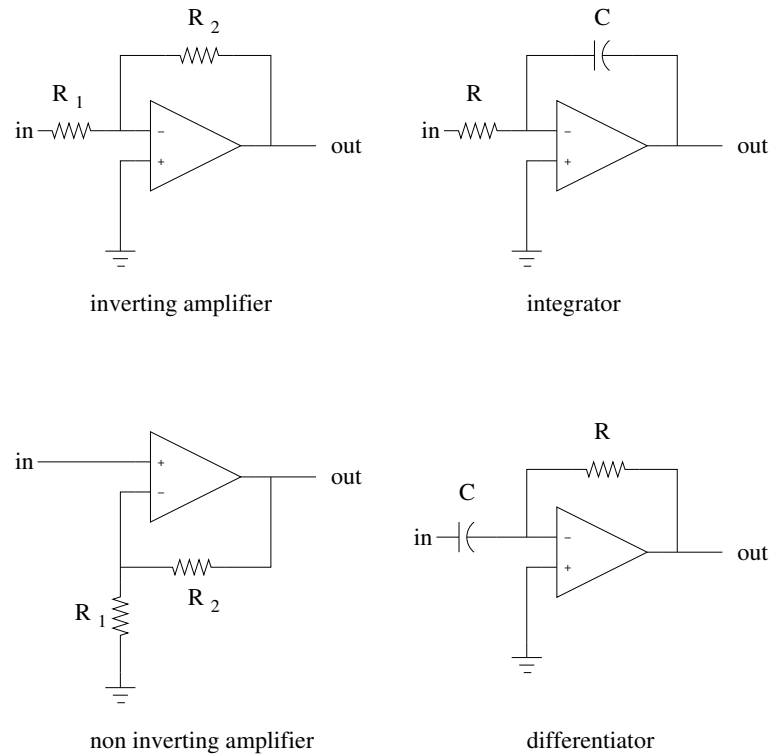 R 2
R 1
in
−
+
out
inverting amplifier
C
R
in
−
+
out
integrator
in
+
−
out
R 2
R 1
non inverting amplifier
R
C
in
−
+
out
differentiator